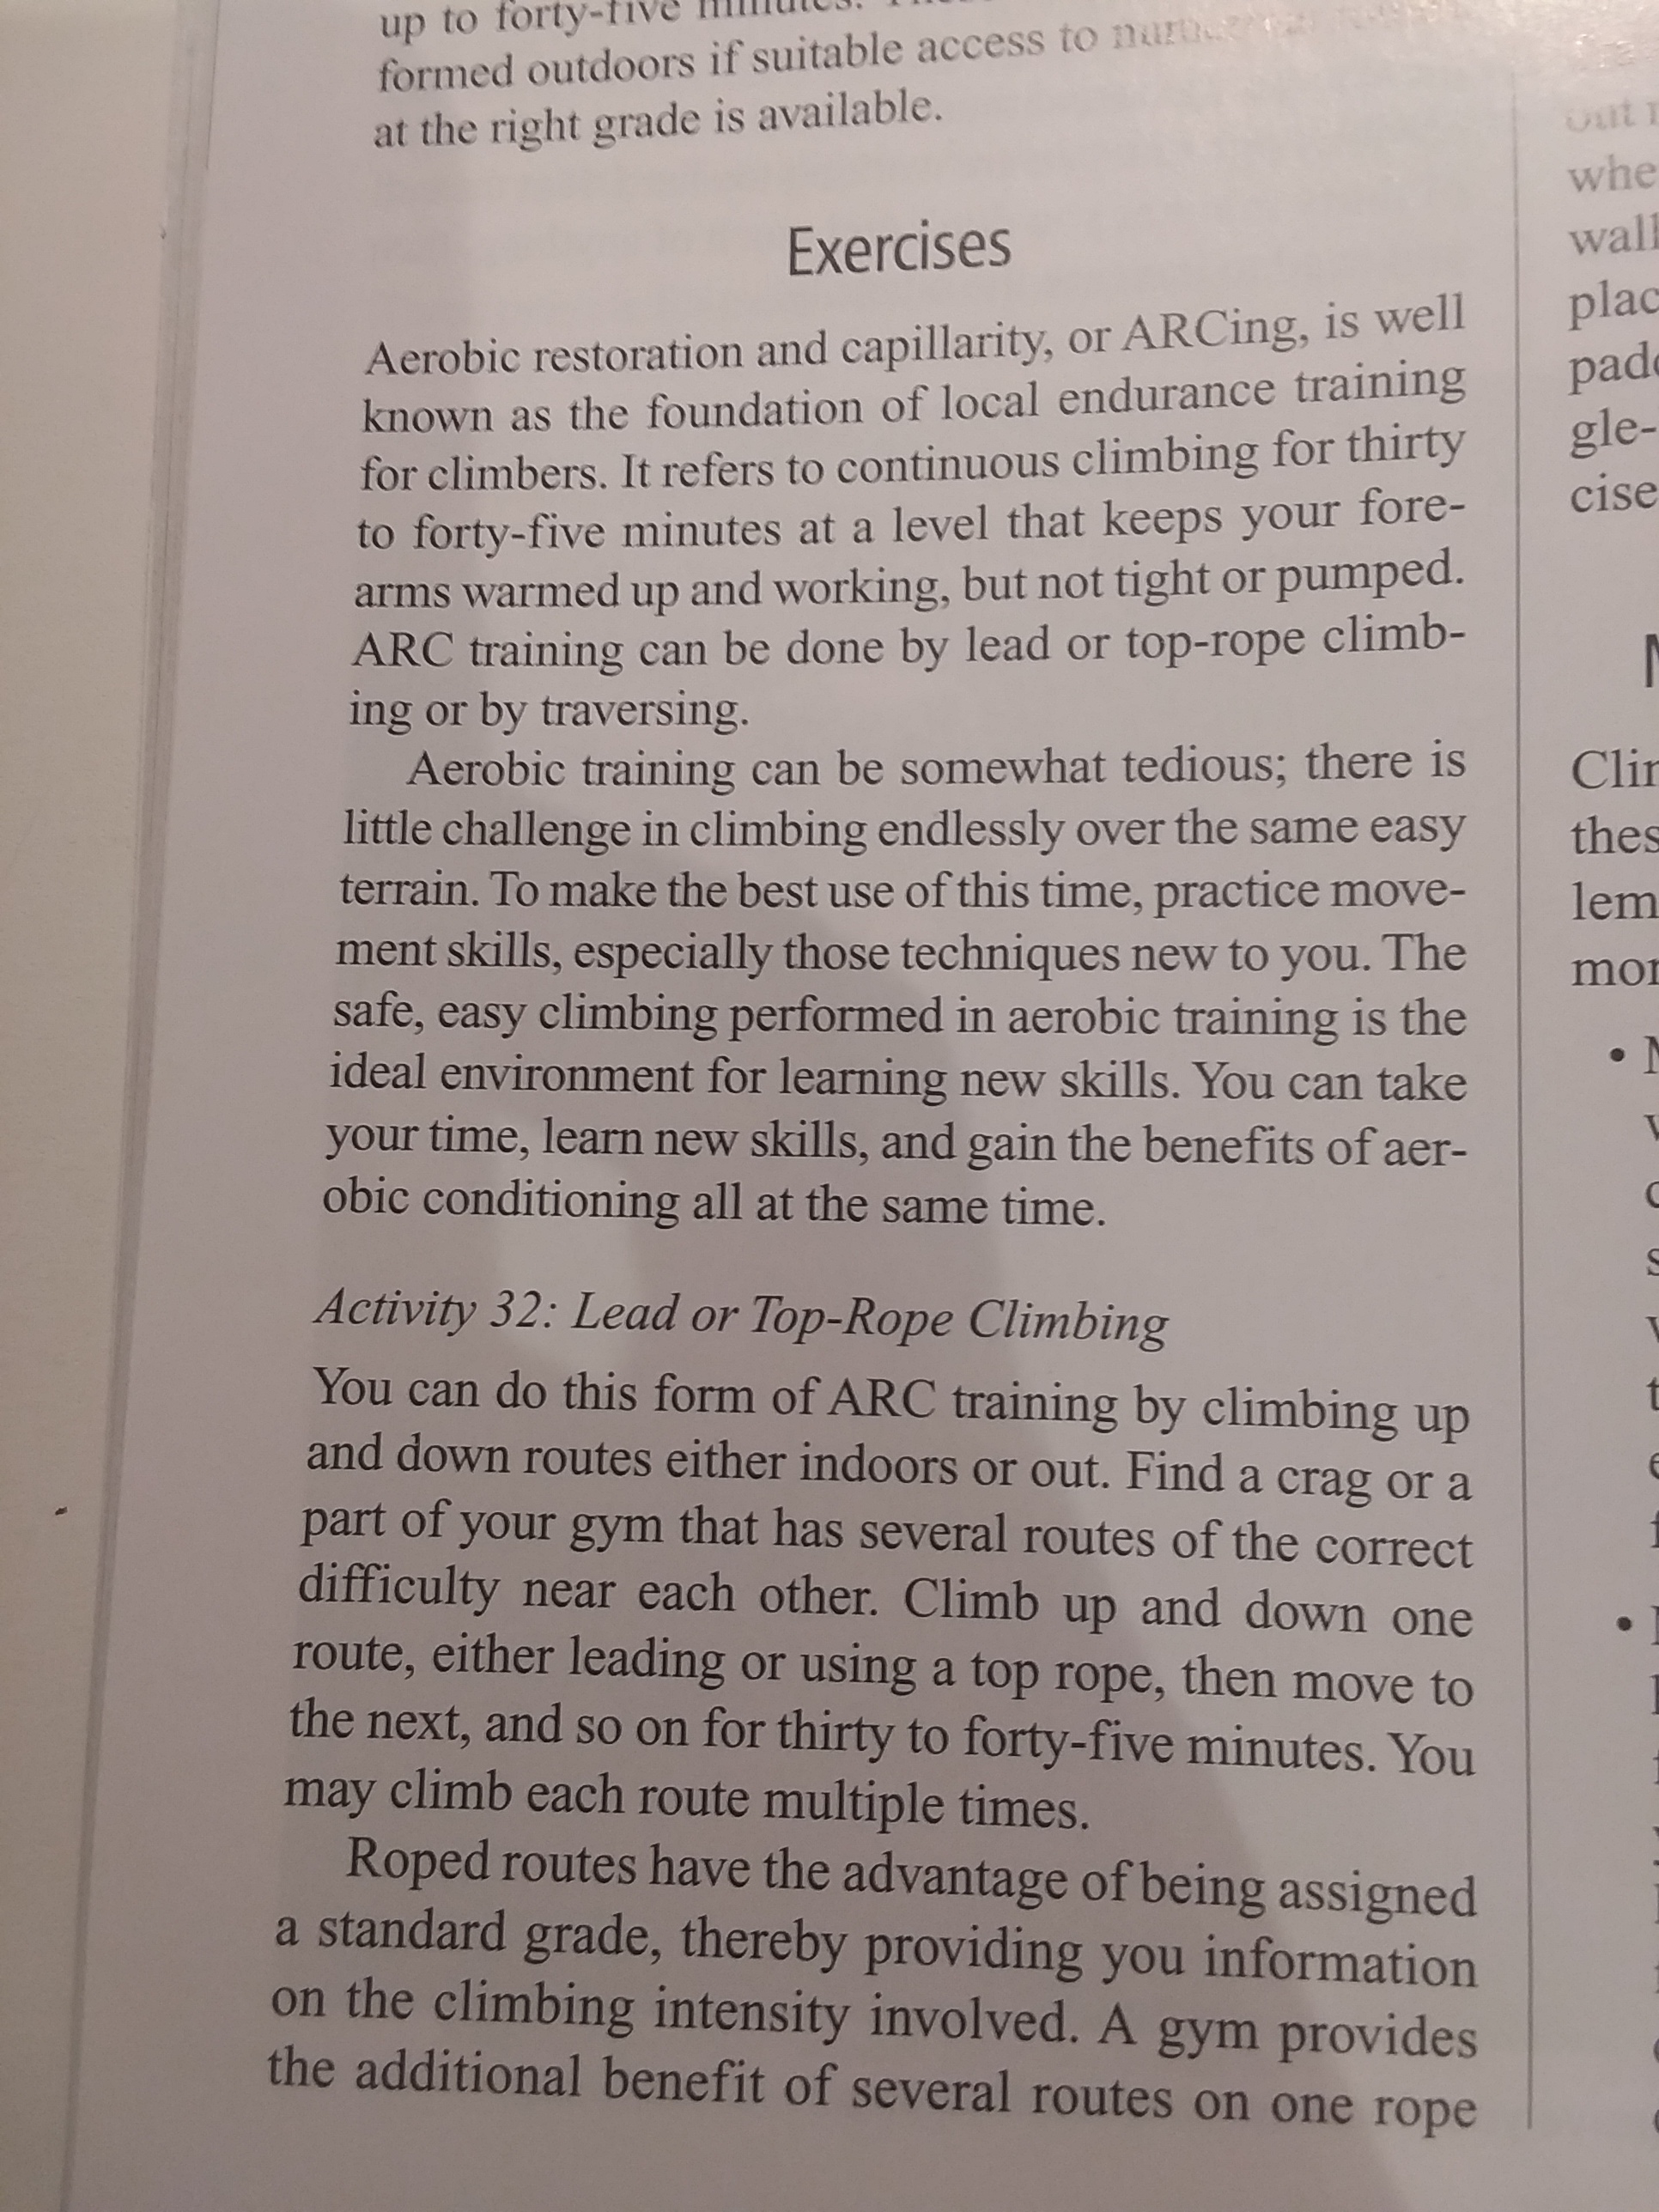 up to forty-five minutes.
formed outdoors if suitable access to
at the right grade is available.
Exercises
Aerobic restoration and capillarity, or ARCing, is well
known as the foundation of local endurance training
for climbers. It refers to continuous climbing for thirty
to forty-five minutes at a level that keeps your fore-
arms warmed up and working, but not tight or pumped.
ARC training can be done by lead or top-rope climb-
ing or by traversing.
Aerobic training can be somewhat tedious; there is
little challenge in climbing endlessly over the same easy
terrain. To make the best use of this time, practice move-
ment skills, especially those techniques new to you. The
safe, easy climbing performed in aerobic training is the
ideal environment for learning new skills. You can take
your time, learn new skills, and gain the benefits of aer-
obic conditioning all at the same time.
Activity 32: Lead or Top-Rope Climbing
You can do this form of ARC training by climbing up
and down routes either indoors or out. Find a crag or a
part of your gym that has several routes of the correct
difficulty near each other. Climb up and down one
route, either leading or using a top rope, then move to
the next, and so on for thirty to forty-five minutes. You
may climb each route multiple times.
Roped routes have the advantage of being assigned
a standard grade, thereby providing you information
on the climbing intensity involved. A gym provides
the additional benefit of several routes on one rope
out
whe
wall
plac
pad
gle-
cise
Clim
thes
lem
mor